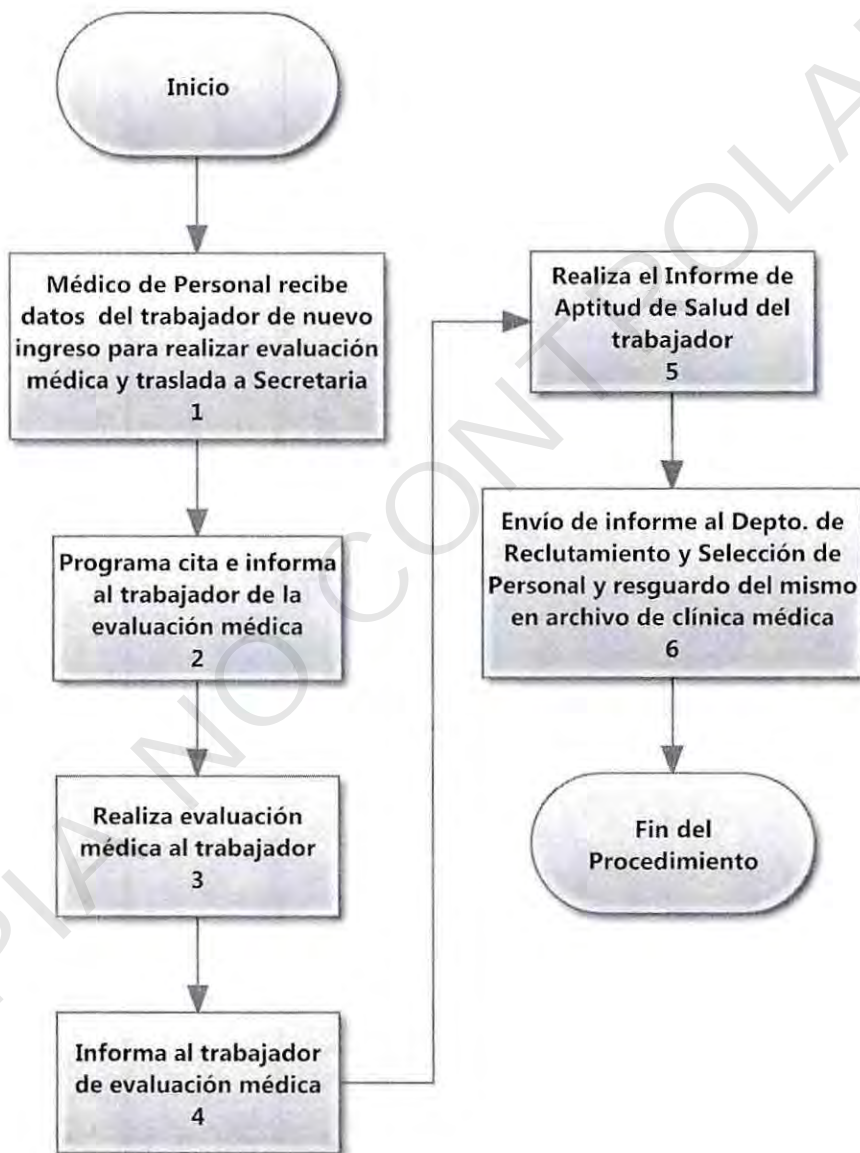 Inicio
Médico de Personal recibe
datos del trabajador de nuevo
ingreso para realizar evaluación
médica y traslada a Secretaria
1
Programa cita e informa
al trabajador de la
evaluación médica
2
Realiza evaluación
médica al trabajador
3
Informa al trabajador
de evaluación médica
4
Realiza el Informe de
Aptitud de Salud del
trabajador
5
Envío de informe al Depto. de
Reclutamiento y Selección de
Personal y resguardo del mismo
en archivo de clínica médica
6
Fin del
Procedimiento
PIA NO CONTROLA